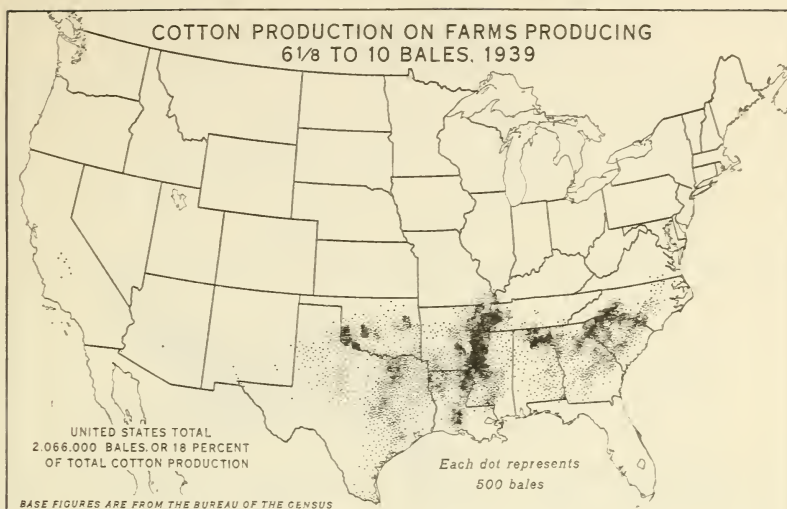 COTTON PRODUCTION ON FARMS PRODUCING
6 1/8 TO 10 BALES, 1939
UNITED STATES TOTAL
2,066,000 BALES, OR 18 PERCENT
OF TOTAL COTTON PRODUCTION
Each dot represents
500 bales
BASE FIGURES ARE FROM THE BUREAU OF THE CENSUS